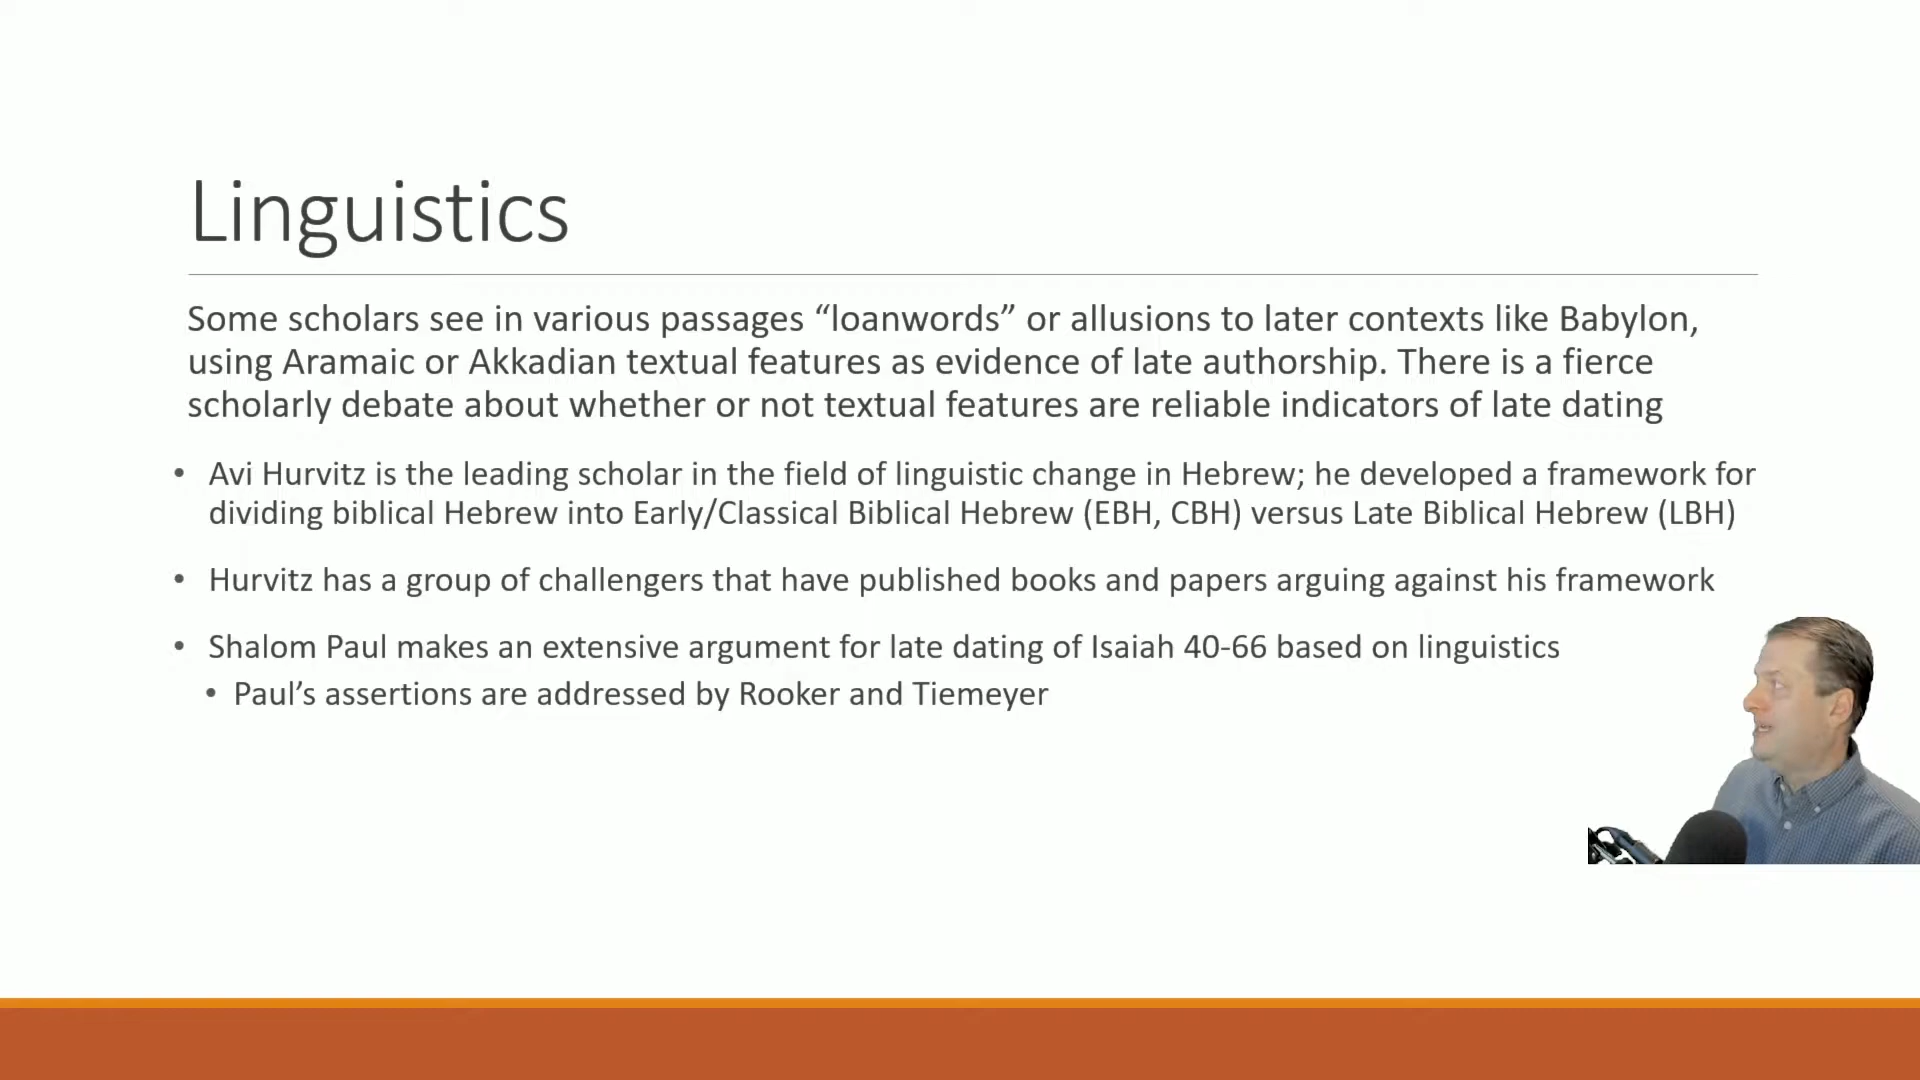 Linguistics
Some scholars see in various passages “loanwords” or allusions to later contexts like Babylon,
using Aramaic or Akkadian textual features as evidence of late authorship. There is a fierce
scholarly debate about whether or not textual features are reliable indicators of late dating
• Avi Hurvitz is the leading scholar in the field of linguistic change in Hebrew; he developed a framework for
dividing biblical Hebrew into Early/Classical Biblical Hebrew (EBH, CBH) versus Late Biblical Hebrew (LBH)
• Hurvitz has a group of challengers that have published books and papers arguing against his framework
• Shalom Paul makes an extensive argument for late dating of Isaiah 40-66 based on linguistics
• Paul’s assertions are addressed by Rooker and Tiemeyer